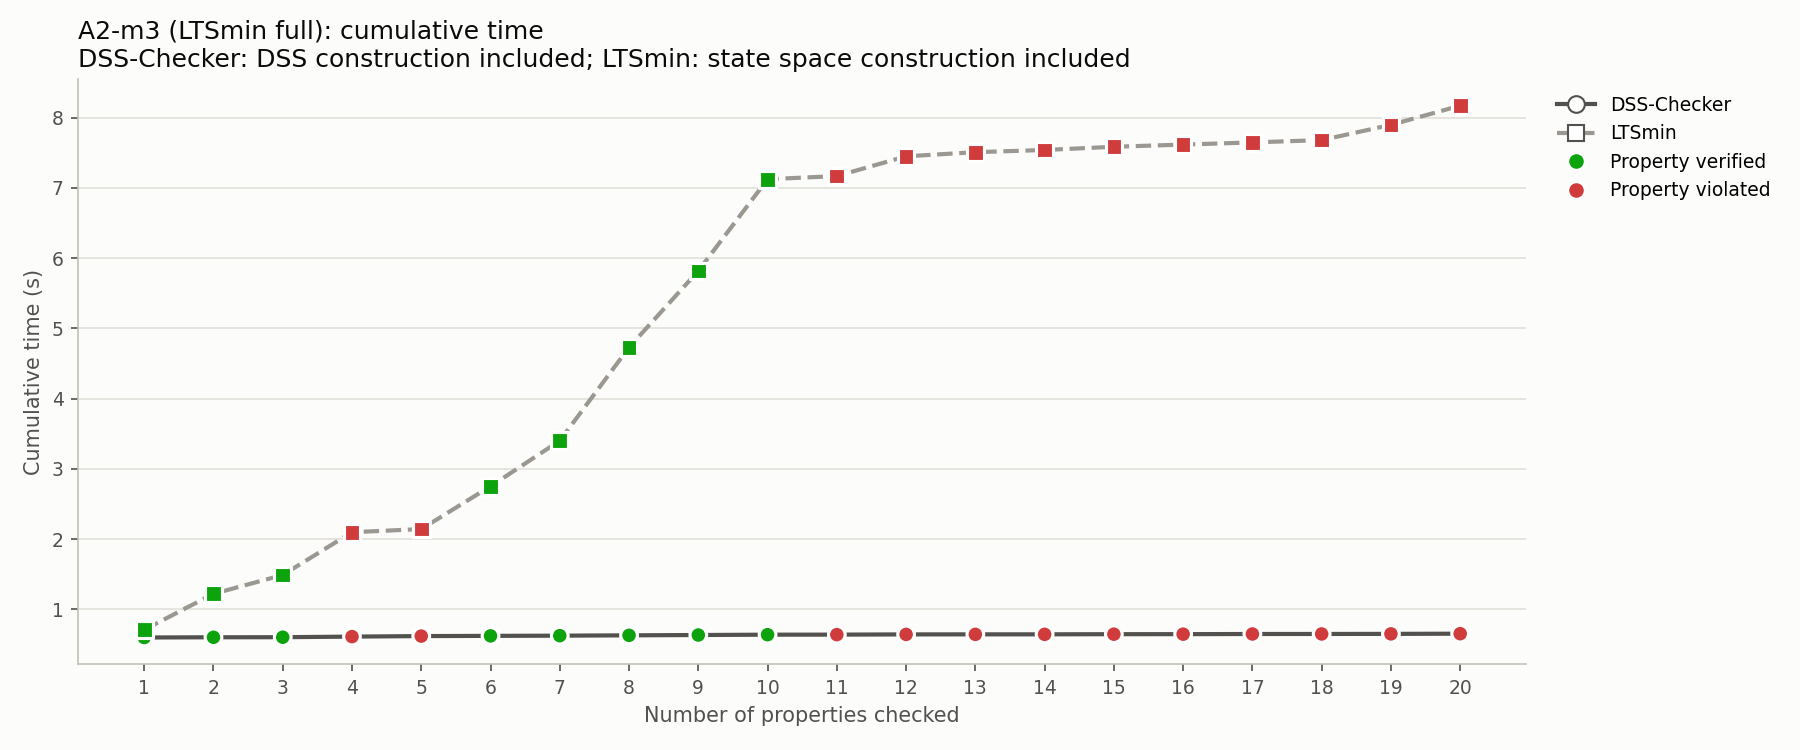 A2-m3 (LTSmin full): cumulative time
DSS-Checker: DSS construction included; LTSmin: state space construction included
DSS-Checker
LTSmin
Property verified
Property violated
Cumulative time (s)
8
7
6
5
4
3
2
1
1 2 3 4 5 6 7 8 9 10 11 12 13 14 15 16 17 18 19 20
Number of properties checked